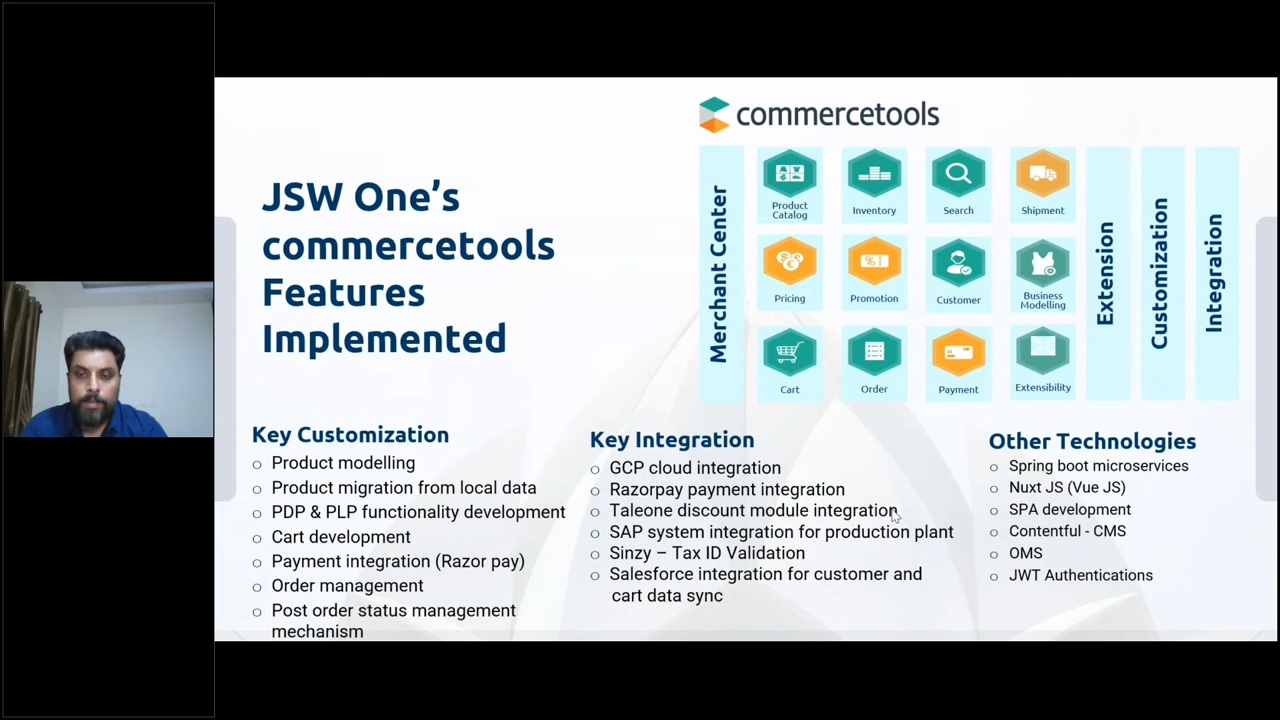 commercetools
JSW One’s
commercetools
Features
Implemented
Merchant Center
Product
Catalog
Inventory
Search
Shipment
Pricing
Promotion
Customer
Business
Modelling
Cart
Order
Payment
Extensibility
Extension
Customization
Integration
Key Customization
o Product modelling
o Product migration from local data
o PDP & PLP functionality development
o Cart development
o Payment integration (Razor pay)
o Order management
o Post order status management
mechanism
Key Integration
o GCP cloud integration
o Razorpay payment integration
o Taleone discount module integration
o SAP system integration for production plant
o Sinzy – Tax ID Validation
o Salesforce integration for customer and
cart data sync
Other Technologies
o Spring boot microservices
o Nuxt JS (Vue JS)
o SPA development
o Contentful - CMS
o OMS
o JWT Authentications